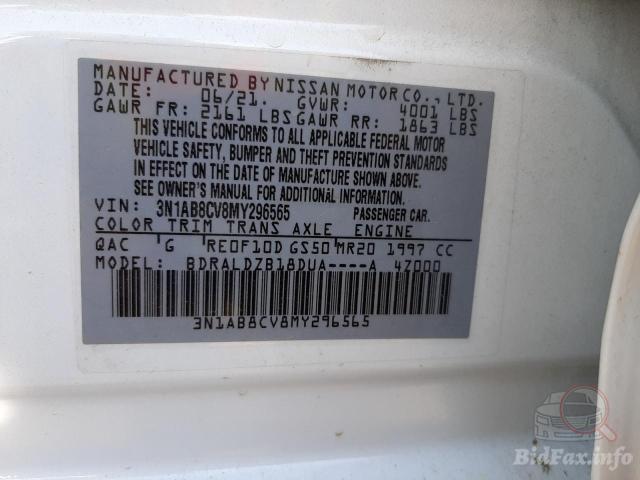 MANUFACTURED BY NISSAN MOTOR CO., LTD.
DATE: 06/21. GVWR: 4001 LBS
GAWR FR: 2161 LBS GAWR RR: 1863 LBS
THIS VEHICLE CONFORMS TO ALL APPLICABLE FEDERAL MOTOR
VEHICLE SAFETY, BUMPER AND THEFT PREVENTION STANDARDS
IN EFFECT ON THE DATE OF MANUFACTURE SHOWN ABOVE.
SEE OWNER'S MANUAL FOR ADDITIONAL INFORMATION.
VIN: 3N1AB8CV8MY296565 PASSENGER CAR.
COLOR TRIM TRANS AXLE ENGINE
QAC G RE0F10D GS50 MR20 1997 CC
MODEL: BDRALDZB18DUA----A 4Z000
3N1AB8CV8MY296565
BidFax.info